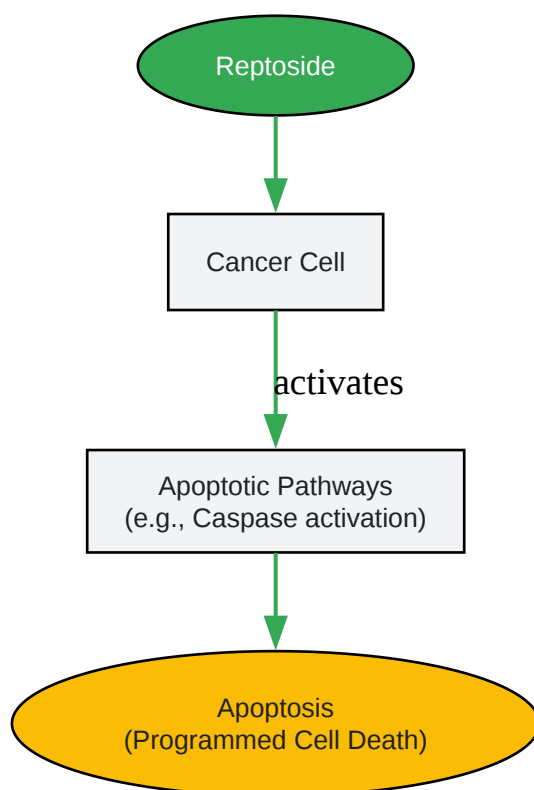 Reptoside
Cancer Cell
activates
Apoptotic Pathways
(e.g., Caspase activation)
Apoptosis
(Programmed Cell Death)